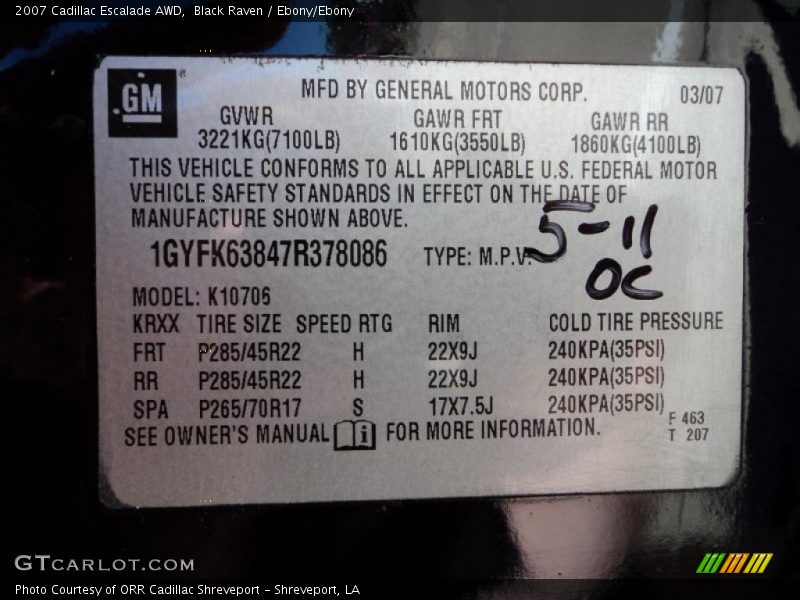 2007 Cadillac Escalade AWD,  Black Raven / Ebony/Ebony
GM
MFD BY GENERAL MOTORS CORP. 03/07
GVWR GAWR FRT GAWR RR
3221KG(7100LB) 1610KG(3550LB) 1860KG(4100LB)
THIS VEHICLE CONFORMS TO ALL APPLICABLE U.S. FEDERAL MOTOR
VEHICLE SAFETY STANDARDS IN EFFECT ON THE DATE OF
MANUFACTURE SHOWN ABOVE.
5-11
1GYFK63847R378086 TYPE: M.P.V.
OC
MODEL: K10706
KRXX TIRE SIZE SPEED RTG RIM COLD TIRE PRESSURE
FRT P285/45R22 H 22X9J 240KPA(35PSI)
RR P285/45R22 H 22X9J 240KPA(35PSI)
SPA P265/70R17 S 17X7.5J 240KPA(35PSI)
F 463
SEE OWNER'S MANUAL i FOR MORE INFORMATION.
T 207
GTCARLOT.COM
Photo Courtesy of ORR Cadillac Shreveport - Shreveport, LA